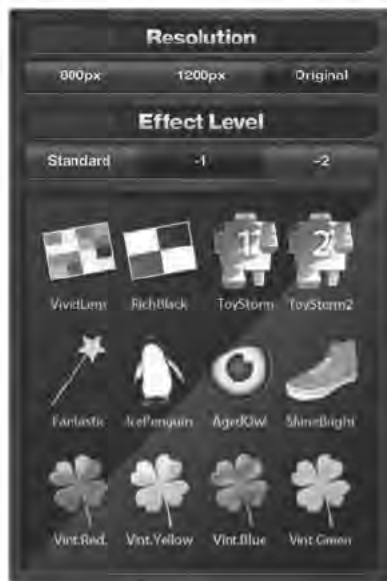 Resolution
800px 1200px Original
Effect Level
Standard -1 -2
VividLens RichBlack ToyStorm ToyStorm2
Fantastic IcePenguin AgedOwl ShineBright
Vint.Red. Vint.Yellow Vint.Blue Vint.Green